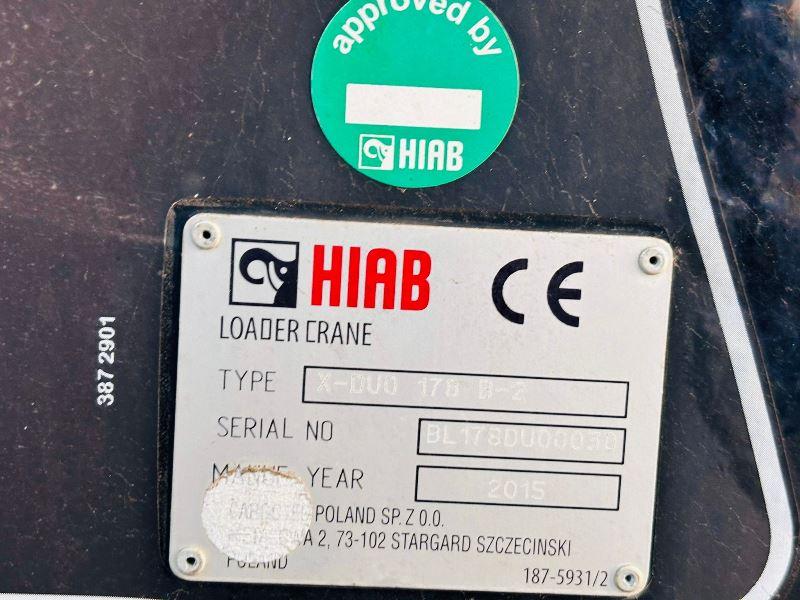 approved by
HIAB
HIAB CE
LOADER CRANE
TYPE X-DUO 178 B-2
SERIAL NO
YEAR 2015
POLAND SP. Z O.O.
2, 73-102 STARGARD SZCZECINSKI
POLAND
187-5931/2
387 2901